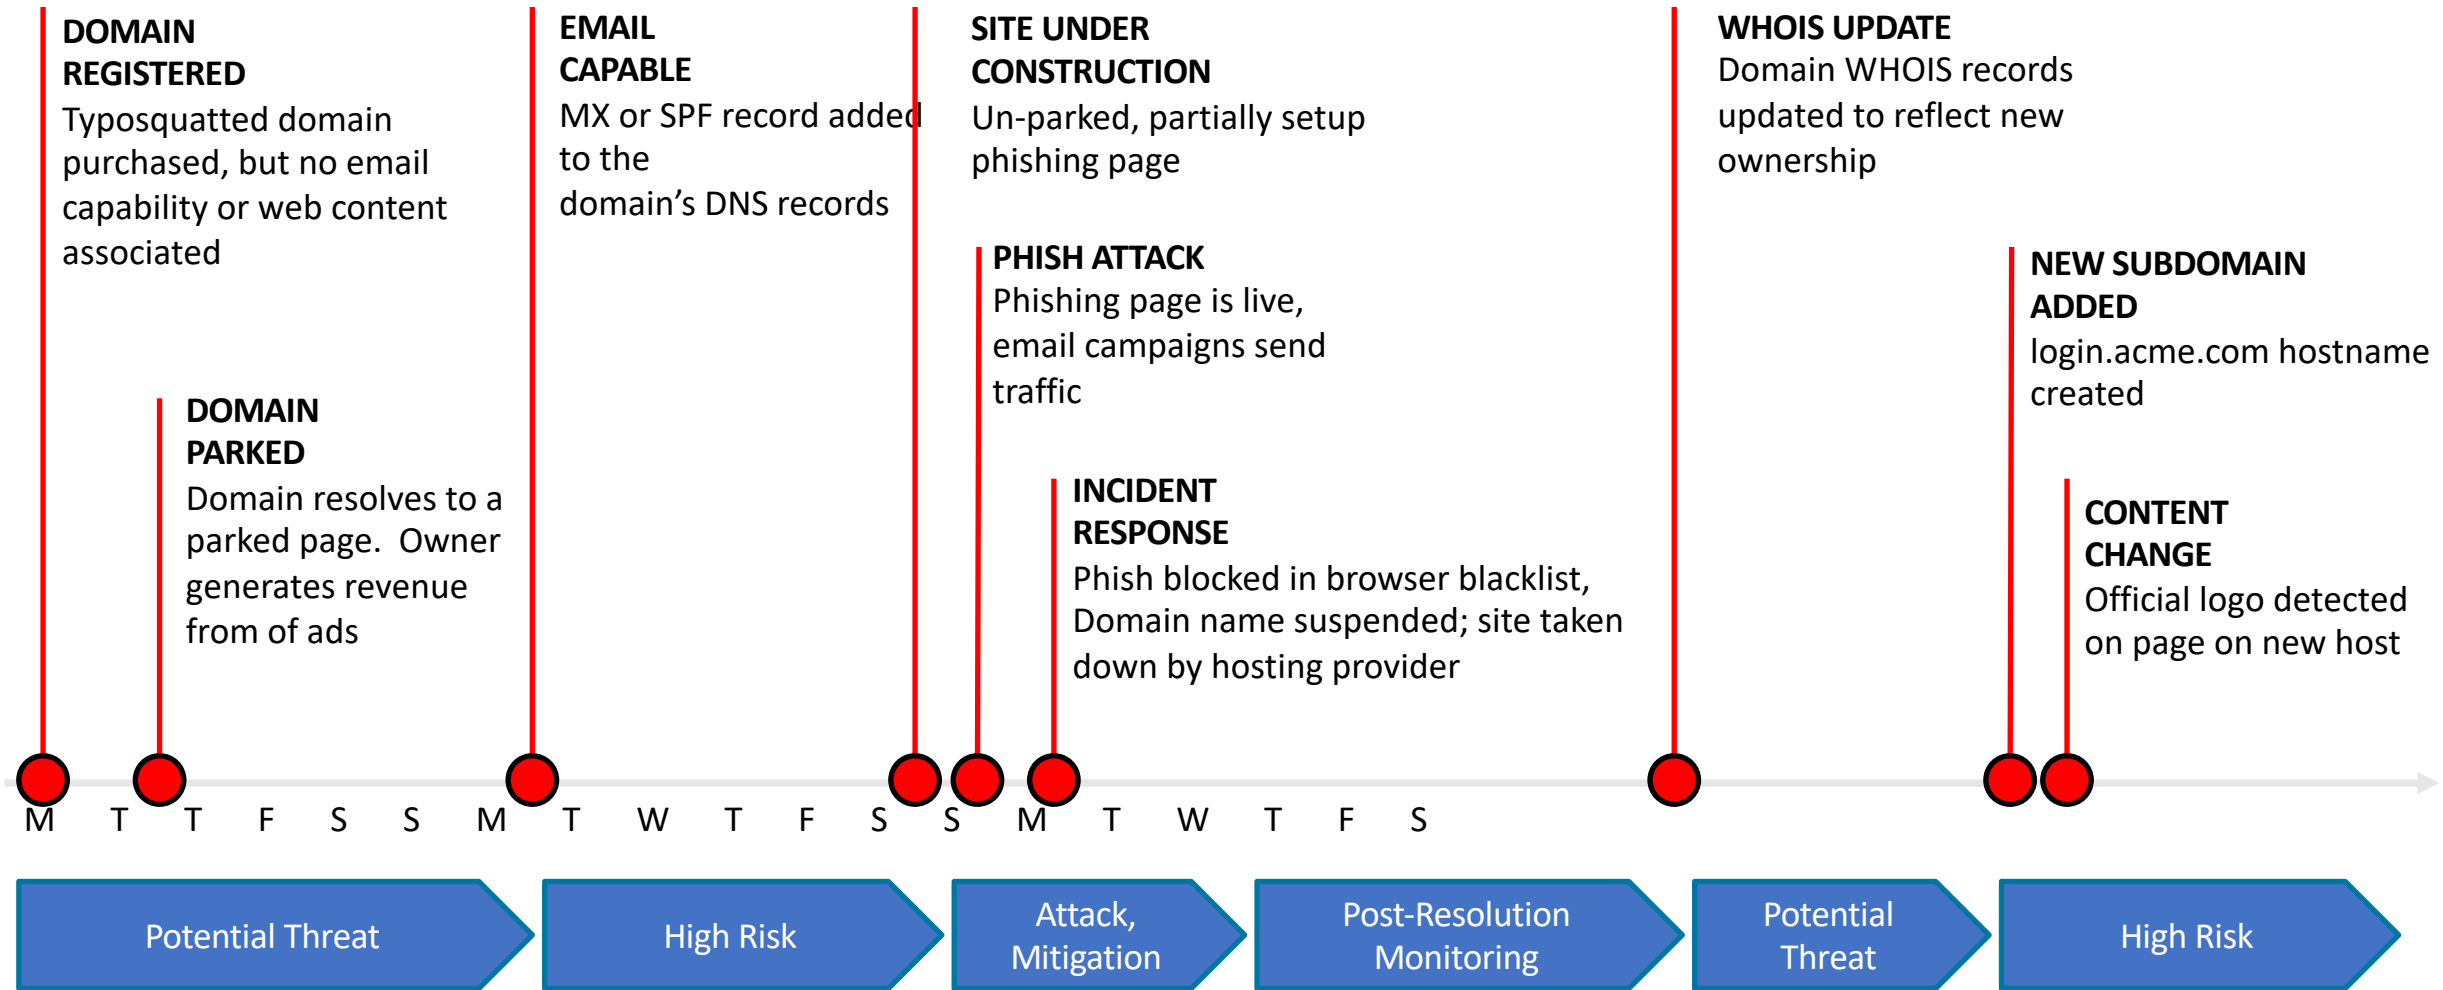 DOMAIN
REGISTERED
Typosquatted domain
purchased, but no email
capability or web content
associated
DOMAIN
PARKED
Domain resolves to a
parked page.  Owner
generates revenue
from of ads
EMAIL
CAPABLE
MX or SPF record added
to the
domain’s DNS records
SITE UNDER
CONSTRUCTION
Un-parked, partially setup
phishing page
PHISH ATTACK
Phishing page is live,
email campaigns send
traffic
INCIDENT
RESPONSE
Phish blocked in browser blacklist,
Domain name suspended; site taken
down by hosting provider
WHOIS UPDATE
Domain WHOIS records
updated to reflect new
ownership
NEW SUBDOMAIN
ADDED
login.acme.com hostname
created
CONTENT
CHANGE
Official logo detected
on page on new host
M T T F S S M T W T F S S M T W T F S
Potential Threat
High Risk
Attack,
Mitigation
Post-Resolution
Monitoring
Potential
Threat
High Risk